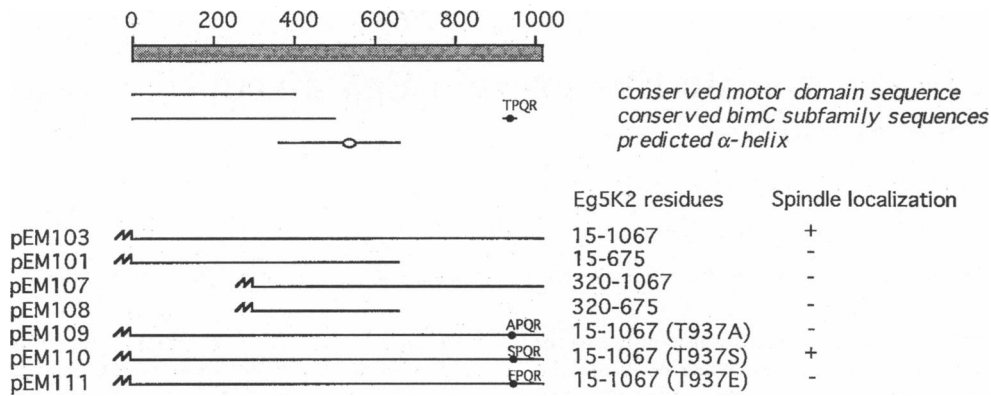 0 200 400 600 800 1000
conserved motor domain sequence
TPQR conserved bimC subfamily sequences
predicted α-helix
Eg5K2 residues Spindle localization
pEM103 15-1067 +
pEM101 15-675 -
pEM107 320-1067 -
pEM108 320-675 -
pEM109 APQR 15-1067 (T937A) -
pEM110 SPQR 15-1067 (T937S) +
pEM111 EPQR 15-1067 (T937E) -